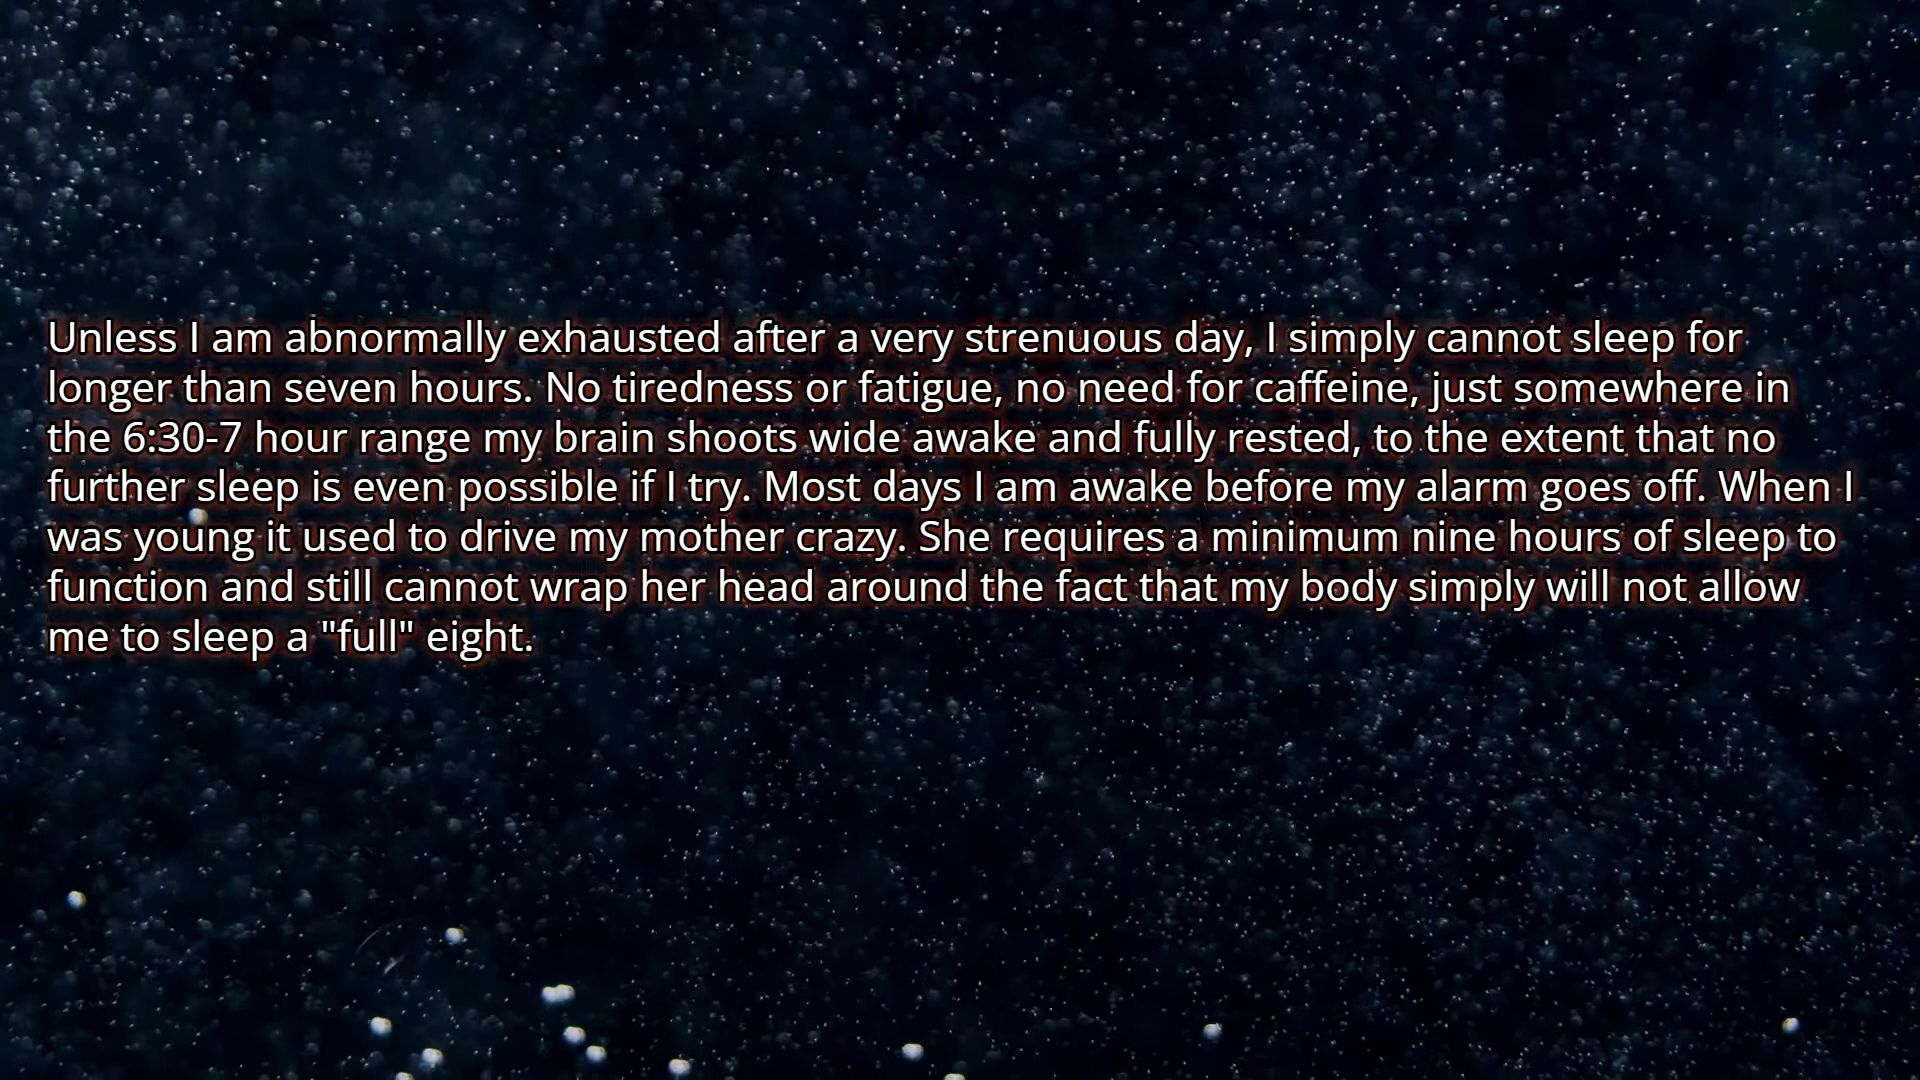 Unless I am abnormally exhausted after a very strenuous day, I simply cannot sleep for
longer than seven hours. No tiredness or fatigue, no need for caffeine, just somewhere in
the 6:30-7 hour range my brain shoots wide awake and fully rested, to the extent that no
further sleep is even possible if I try. Most days I am awake before my alarm goes off. When I
was young it used to drive my mother crazy. She requires a minimum nine hours of sleep to
function and still cannot wrap her head around the fact that my body simply will not allow
me to sleep a "full" eight.